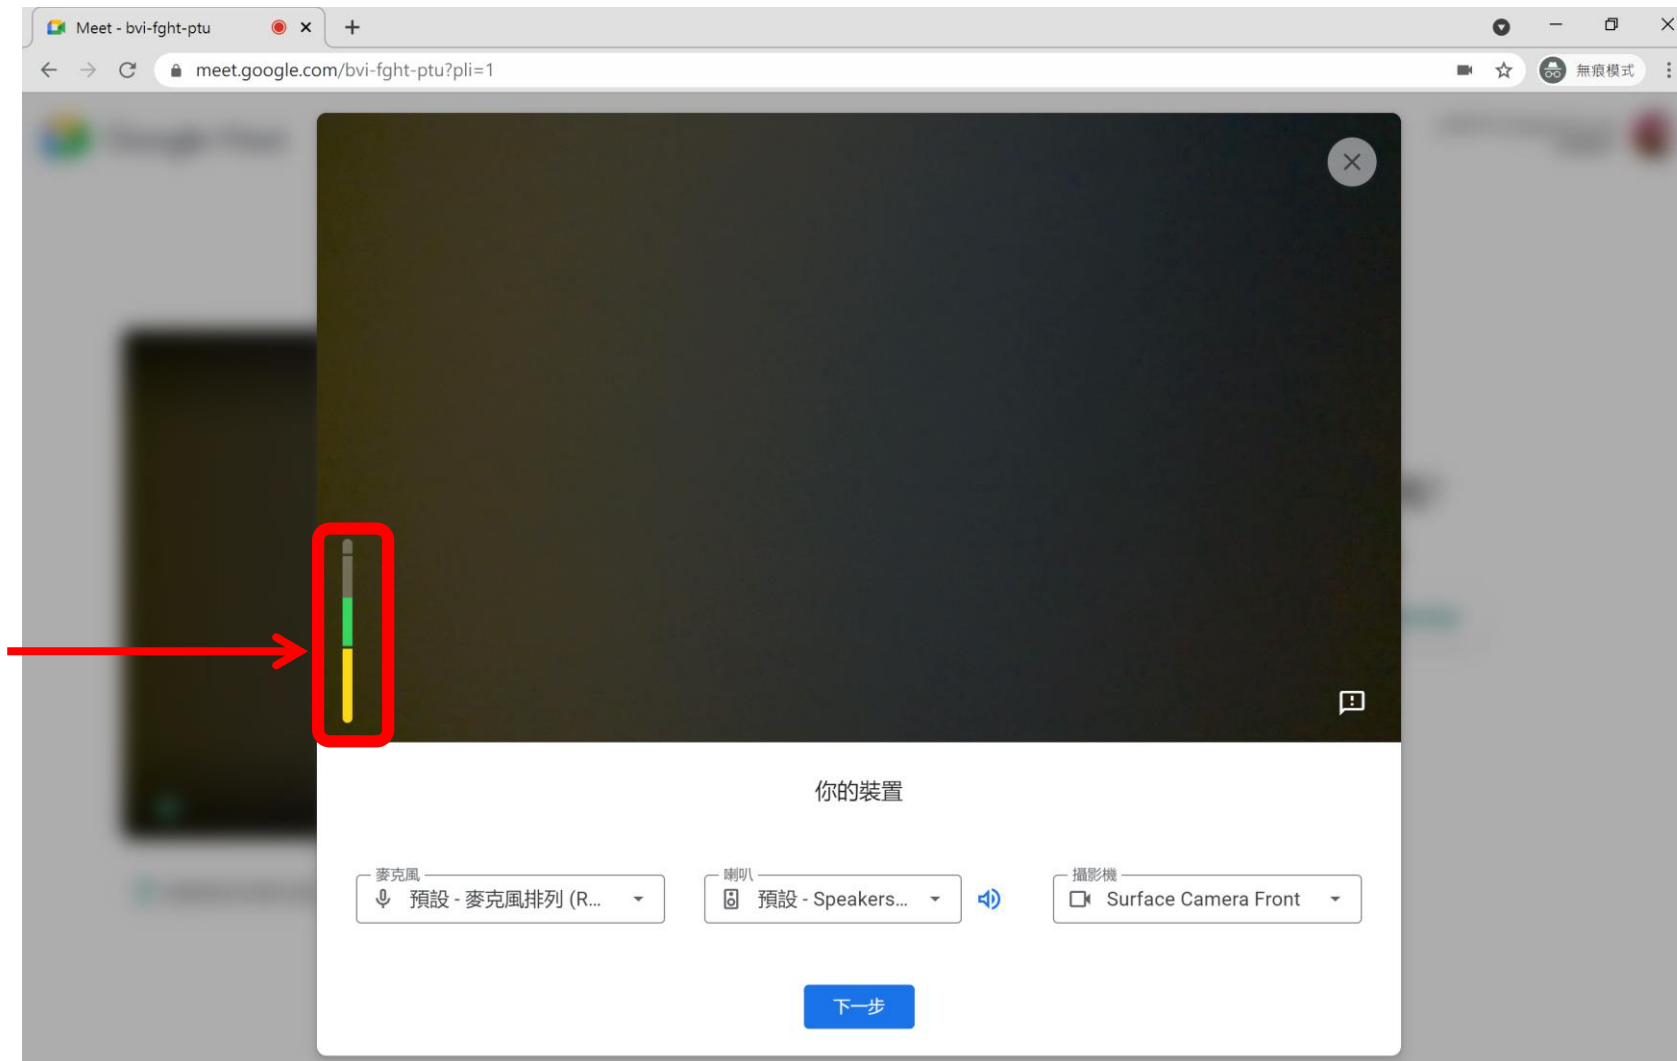 Meet - bvi-fght-ptu
meet.google.com/bvi-fght-ptu?pli=1
無痕模式
你的裝置
麥克風
預設 - 麥克風排列 (R...
喇叭
預設 - Speakers...
攝影機
Surface Camera Front
下一步